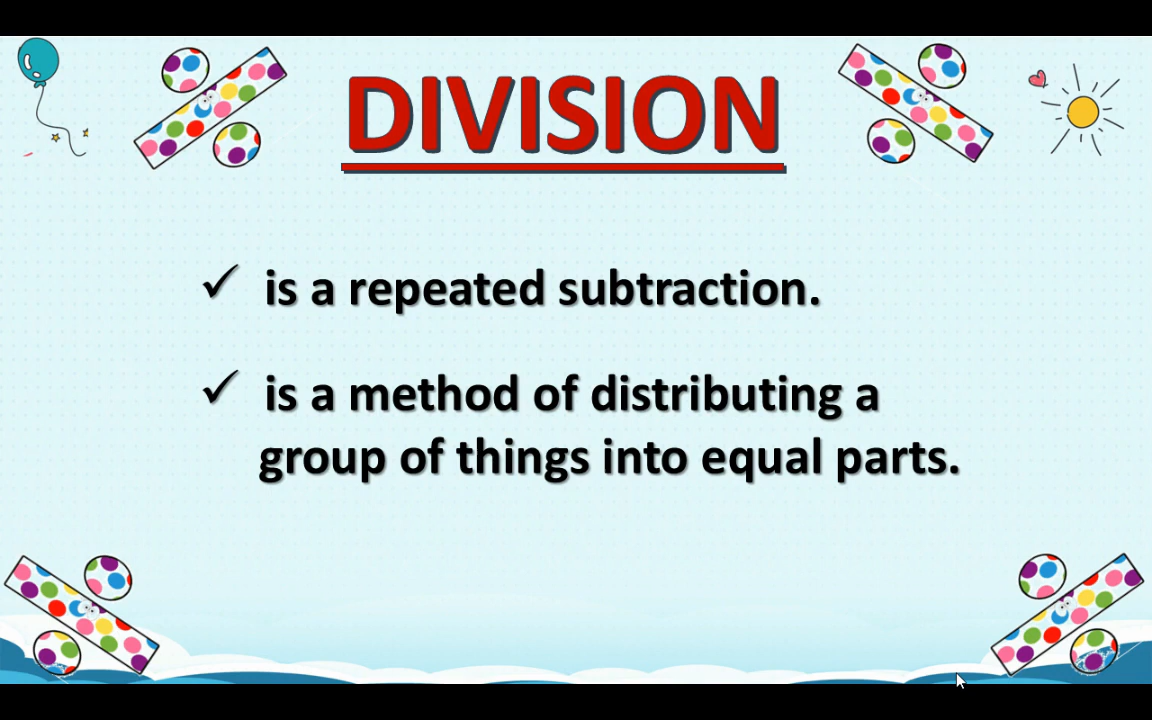 DIVISION
✓ is a repeated subtraction.
✓ is a method of distributing a
group of things into equal parts.